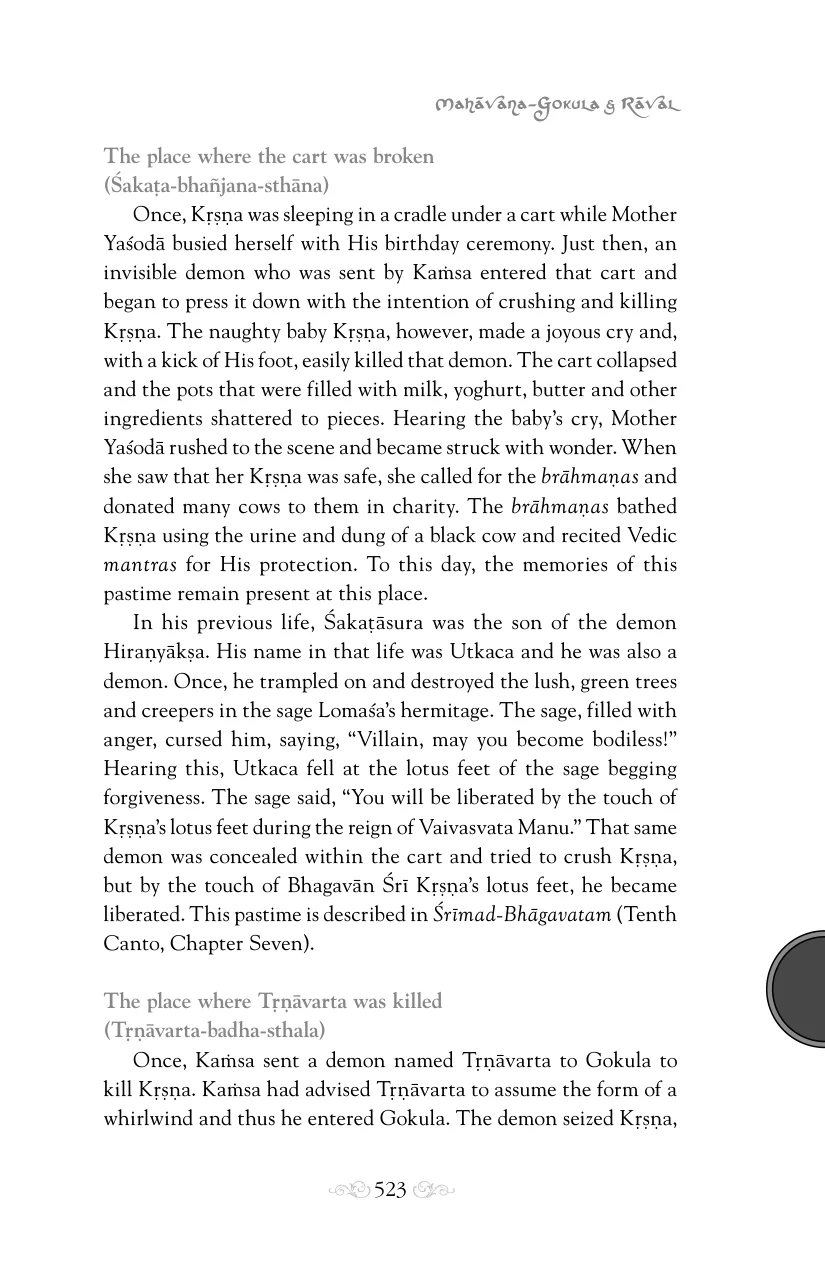 Mahāvana-Gokula & Rāval
The place where the cart was broken
(Śakaṭa-bhañjana-sthāna)
Once, Kṛṣṇa was sleeping in a cradle under a cart while Mother
Yaśodā busied herself with His birthday ceremony. Just then, an
invisible demon who was sent by Kaṁsa entered that cart and
began to press it down with the intention of crushing and killing
Kṛṣṇa. The naughty baby Kṛṣṇa, however, made a joyous cry and,
with a kick of His foot, easily killed that demon. The cart collapsed
and the pots that were filled with milk, yoghurt, butter and other
ingredients shattered to pieces. Hearing the baby’s cry, Mother
Yaśodā rushed to the scene and became struck with wonder. When
she saw that her Kṛṣṇa was safe, she called for the brāhmaṇas and
donated many cows to them in charity. The brāhmaṇas bathed
Kṛṣṇa using the urine and dung of a black cow and recited Vedic
mantras for His protection. To this day, the memories of this
pastime remain present at this place.
In his previous life, Śakaṭāsura was the son of the demon
Hiraṇyākṣa. His name in that life was Utkaca and he was also a
demon. Once, he trampled on and destroyed the lush, green trees
and creepers in the sage Lomaśa’s hermitage. The sage, filled with
anger, cursed him, saying, “Villain, may you become bodiless!”
Hearing this, Utkaca fell at the lotus feet of the sage begging
forgiveness. The sage said, “You will be liberated by the touch of
Kṛṣṇa’s lotus feet during the reign of Vaivasvata Manu.” That same
demon was concealed within the cart and tried to crush Kṛṣṇa,
but by the touch of Bhagavān Śrī Kṛṣṇa’s lotus feet, he became
liberated. This pastime is described in Śrīmad-Bhāgavatam (Tenth
Canto, Chapter Seven).
The place where Tṛṇāvarta was killed
(Tṛṇāvarta-badha-sthala)
Once, Kaṁsa sent a demon named Tṛṇāvarta to Gokula to
kill Kṛṣṇa. Kaṁsa had advised Tṛṇāvarta to assume the form of a
whirlwind and thus he entered Gokula. The demon seized Kṛṣṇa,
523